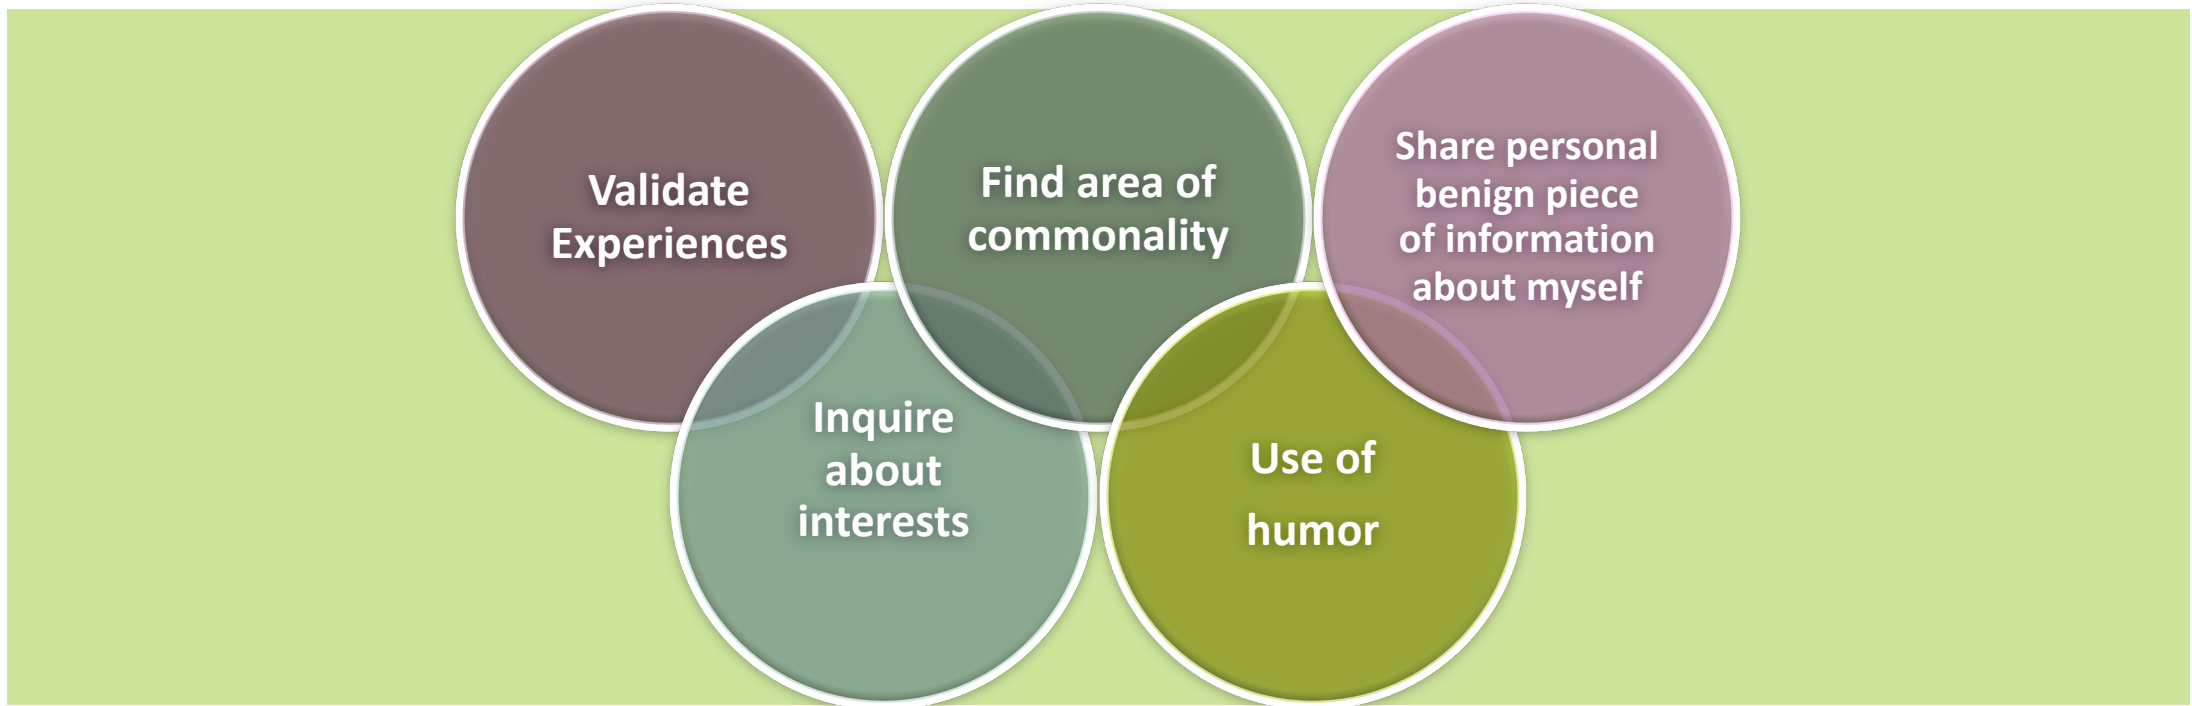 Validate
Experiences
Find area of
commonality
Share personal
benign piece
of information
about myself
Inquire
about
interests
Use of
humor